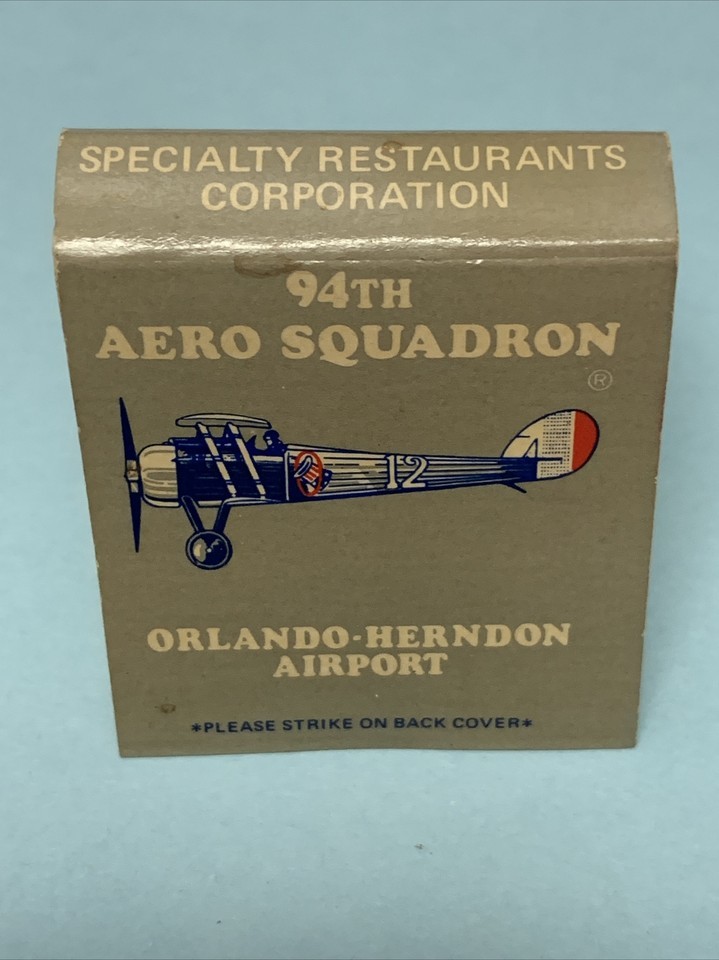 SPECIALTY RESTAURANTS
CORPORATION
94TH
AERO SQUADRON
®
12
ORLANDO-HERNDON
AIRPORT
*PLEASE STRIKE ON BACK COVER*